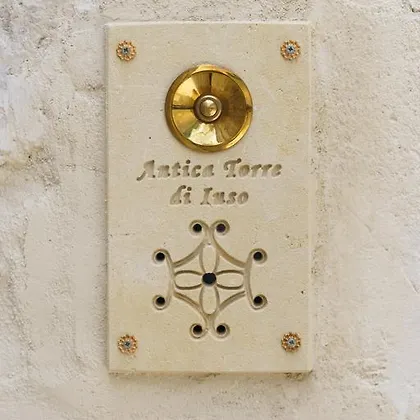 Antica Torre
di Iuso